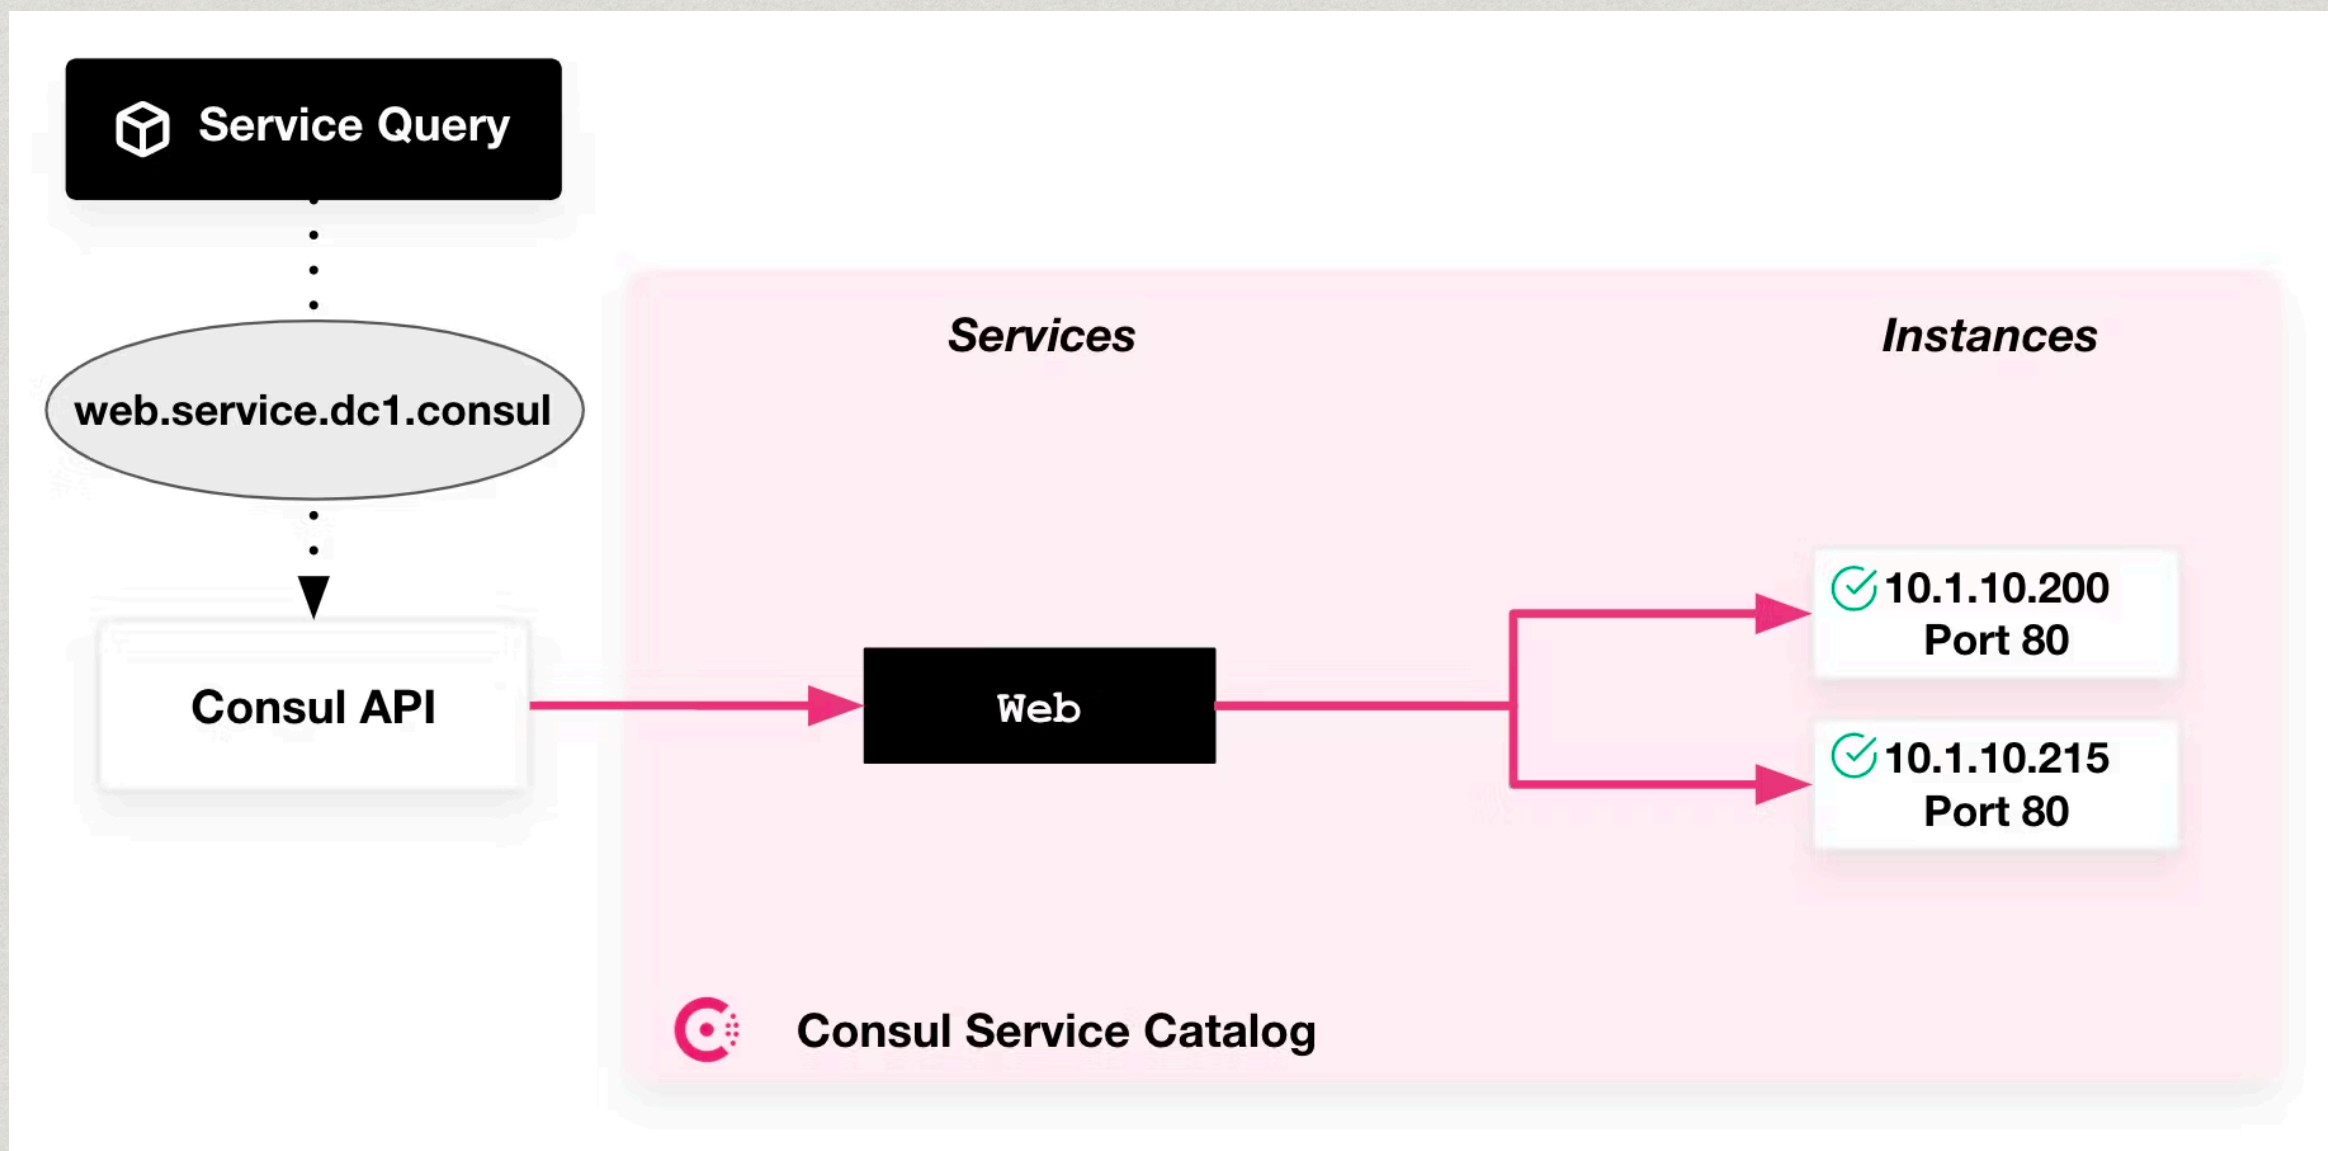 Service Query
web.service.dc1.consul
Consul API
Services
Instances
Web
10.1.10.200
Port 80
10.1.10.215
Port 80
Consul Service Catalog